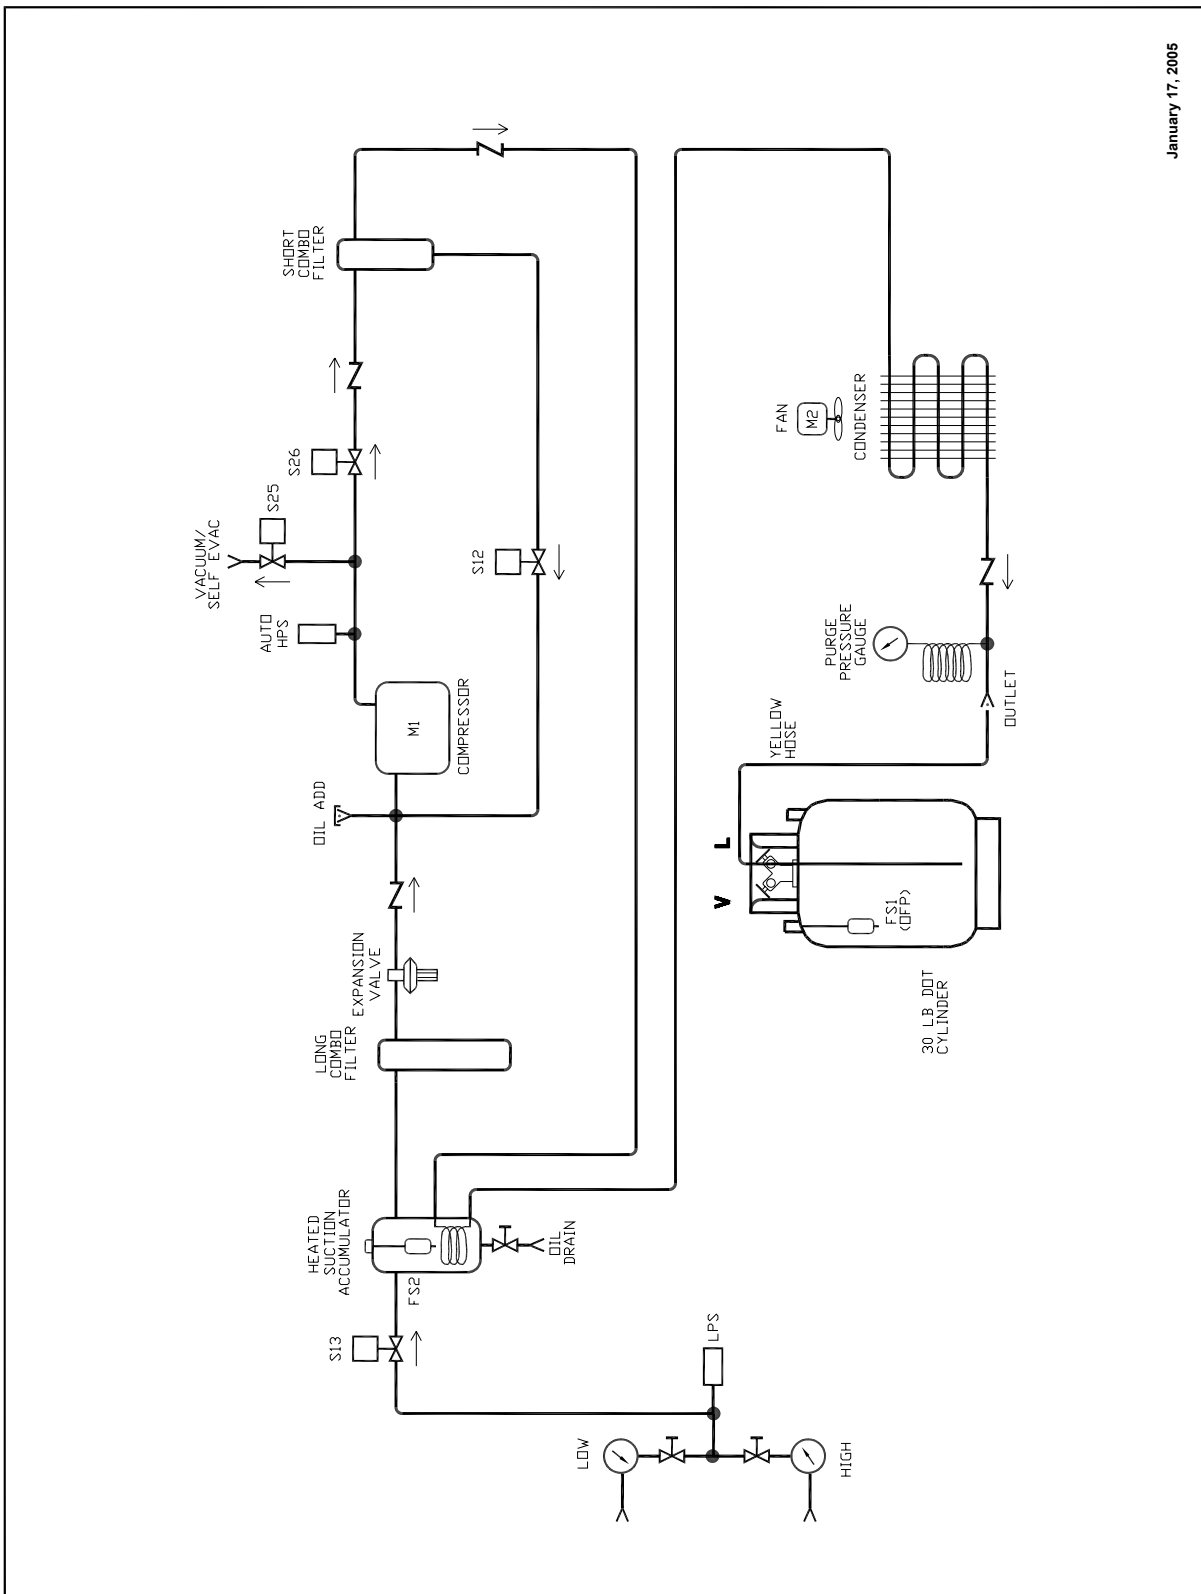 January 17, 2005
SHORT
COMBO
FILTER
S26
S25
VACUUM/
SELF EVAC
AUTO
HPS
S12
M1
COMPRESSOR
OIL ADD
EXPANSION
VALVE
LONG
COMBO
FILTER
HEATED
SUCTION
ACCUMULATOR
FS2
OIL
DRAIN
S13
LPS
LOW
HIGH
FAN
M2
CONDENSER
PURGE
PRESSURE
GAUGE
OUTLET
YELLOW
HOSE
V
L
FS1
(OFP)
30 LB DOT
CYLINDER